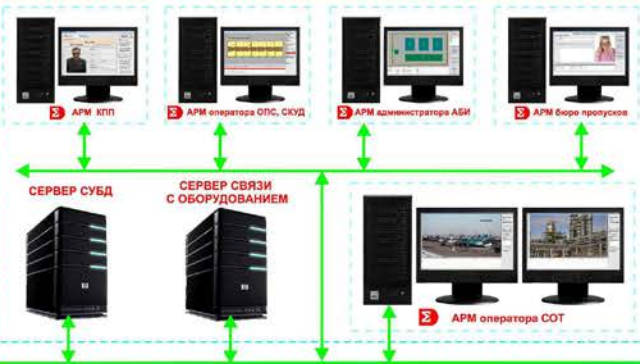 АРМ КПП
АРМ оператора ОПС, СКУД
АРМ администратора АБИ
АРМ бюро пропусков
СЕРВЕР СУБД
СЕРВЕР СВЯЗИ
С ОБОРУДОВАНИЕМ
АРМ оператора СОТ